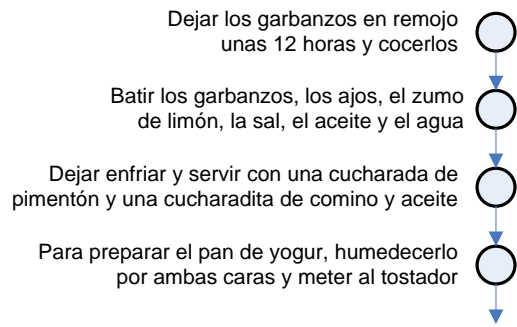 Dejar los garbanzos en remojo
unas 12 horas y cocerlos
Batir los garbanzos, los ajos, el zumo
de limón, la sal, el aceite y el agua
Dejar enfriar y servir con una cucharada de
pimentón y una cucharadita de comino y aceite
Para preparar el pan de yogur, humedecerlo
por ambas caras y meter al tostador